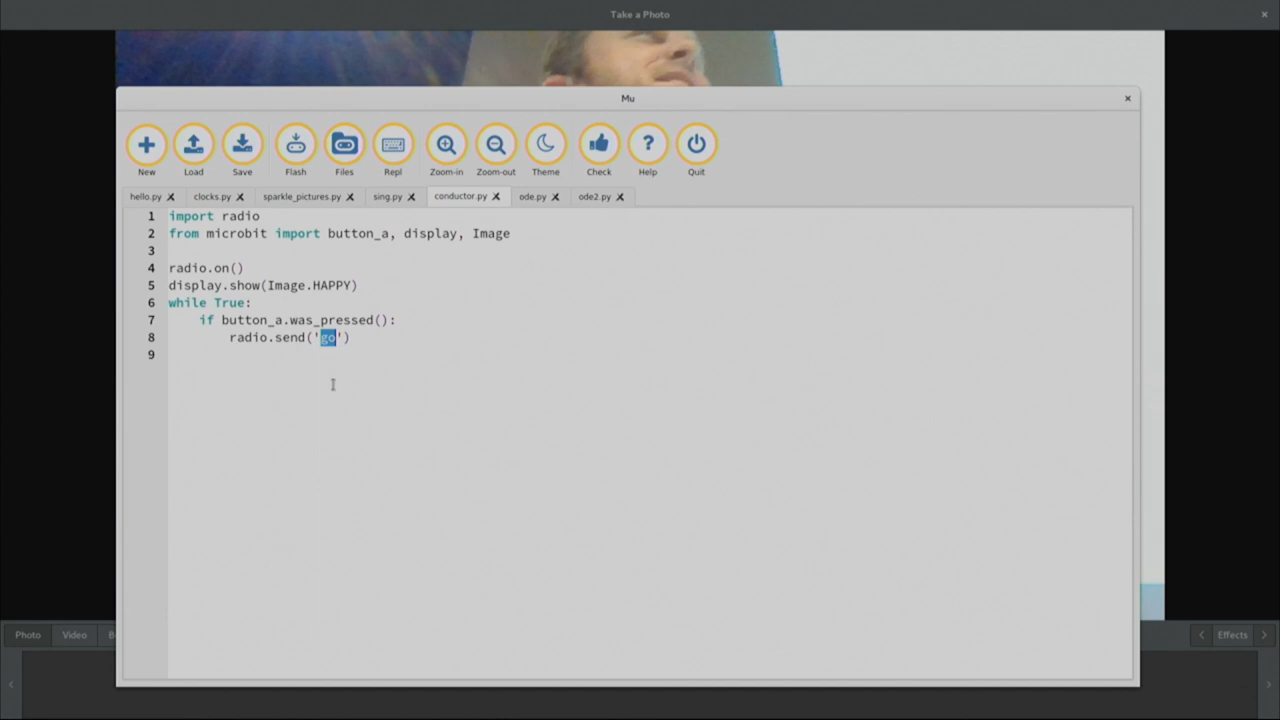 Take a Photo ×
Mu ×
New Load Save Flash Files Repl Zoom-in Zoom-out Theme Check Help Quit
hello.py clocks.py sparkle_pictures.py sing.py conductor.py ode.py ode2.py
1 import radio
2 from microbit import button_a, display, Image
3
4 radio.on()
5 display.show(Image.HAPPY)
6 while True:
7 if button_a.was_pressed():
8 radio.send('go')
9
Photo Video B Effects